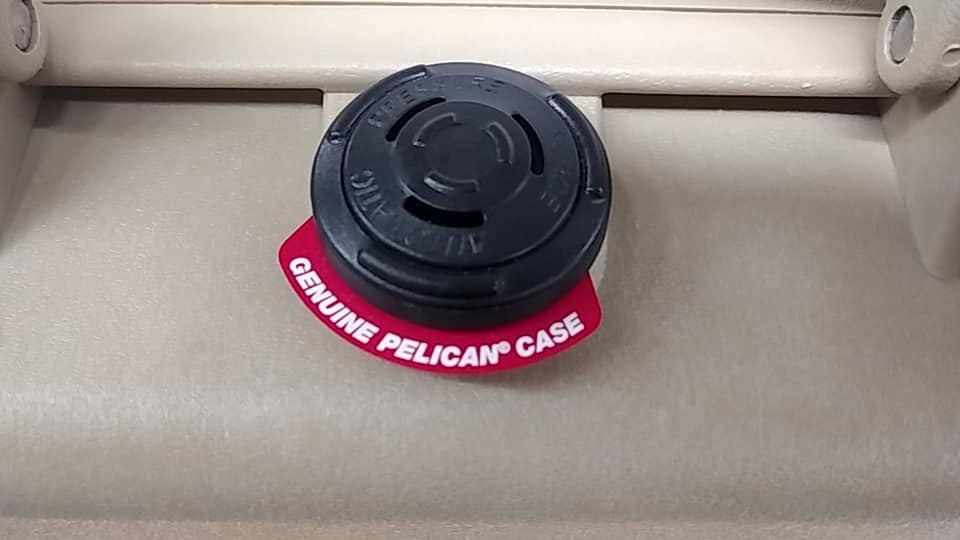 AUTOMATIC PRESSURE
GENUINE PELICAN® CASE